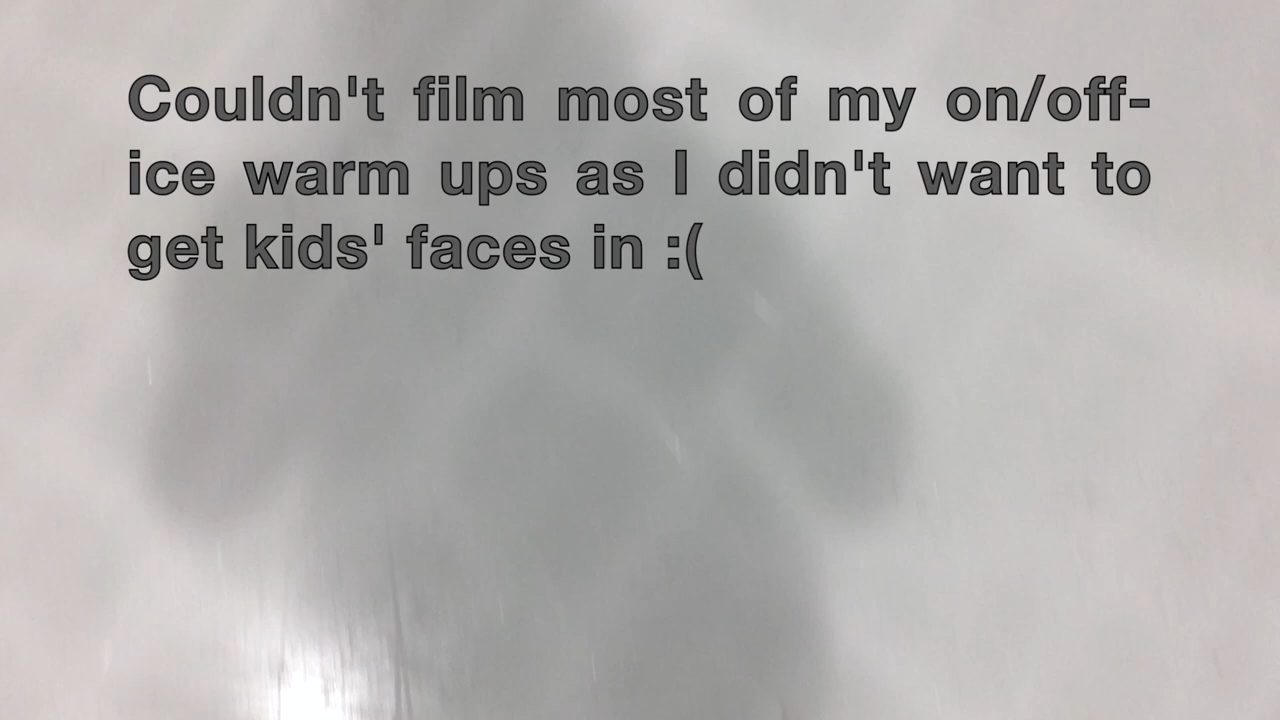 Couldn't film most of my on/off-
ice warm ups as I didn't want to
get kids' faces in :(